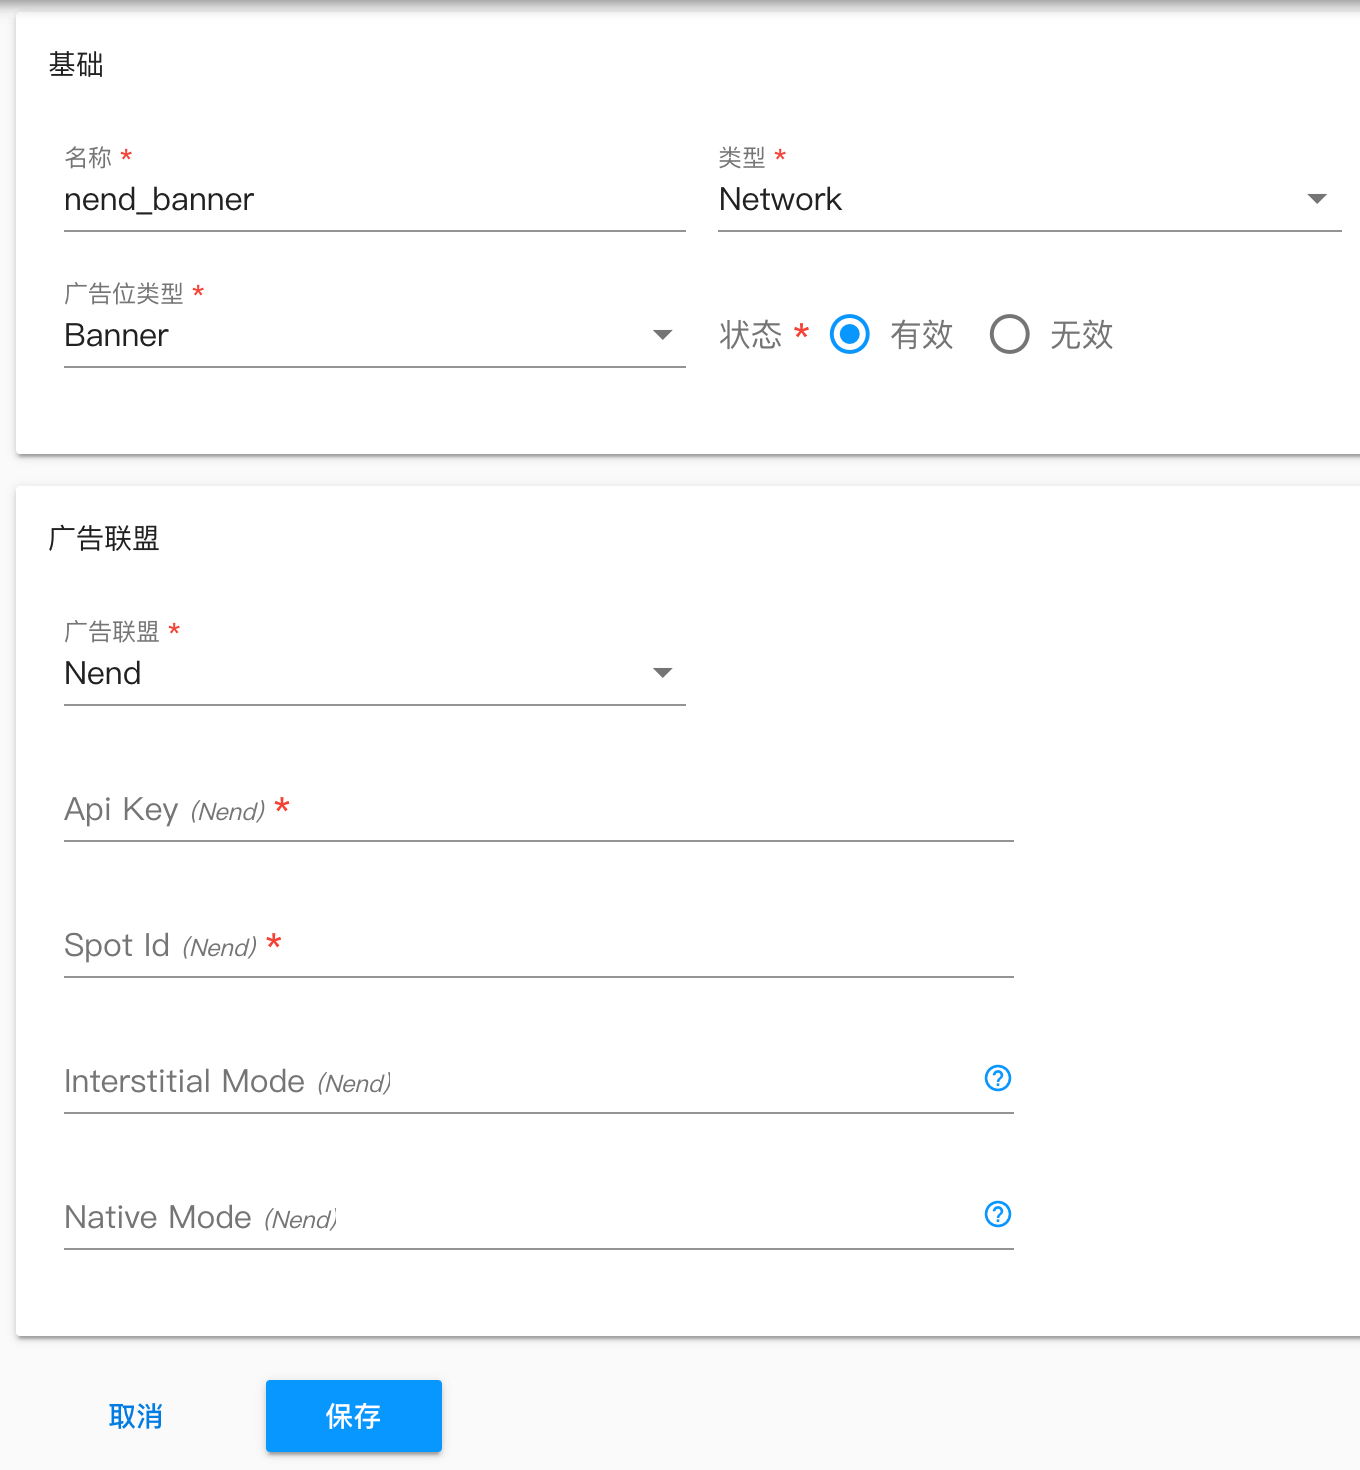 基础
名称 * 类型 *
nend_banner Network
广告位类型 *
Banner 状态 * 有效 无效
广告联盟
广告联盟 *
Nend
Api Key (Nend) *
Spot Id (Nend) *
Interstitial Mode (Nend)
Native Mode (Nend)
取消 保存